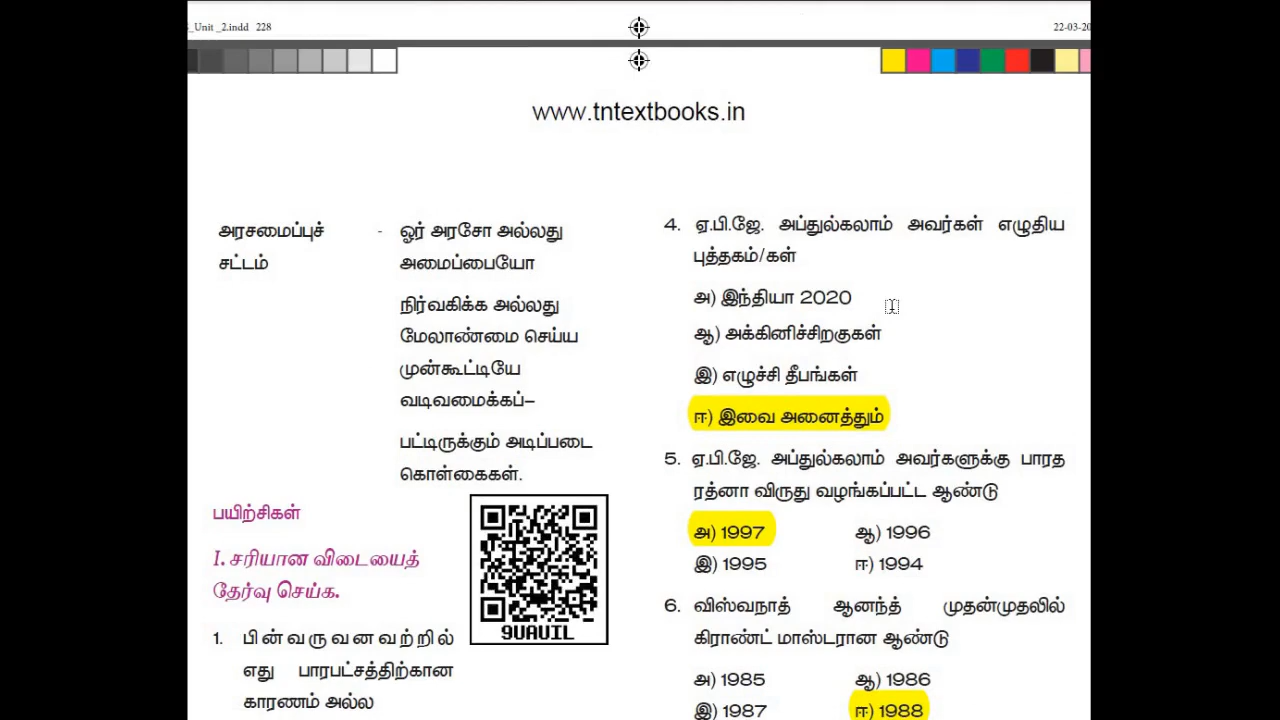 _Unit _2.indd 228
22-03-20
www.tntextbooks.in
அரசமைப்புச் - ஓர் அரசோ அல்லது
சட்டம் அமைப்பையோ
நிர்வகிக்க அல்லது
மேலாண்மை செய்ய
முன்கூட்டியே
வடிவமைக்கப்–
பட்டிருக்கும் அடிப்படை
கொள்கைகள்.
பயிற்சிகள்
I. சரியான விடையைத்
தேர்வு செய்க.
9UAUIL
1. பின்வருவனவற்றில்
எது பாரபட்சத்திற்கான
காரணம் அல்ல
4. ஏ.பி.ஜே. அப்துல்கலாம் அவர்கள் எழுதிய
புத்தகம்/கள்
அ) இந்தியா 2020
ஆ) அக்கினிச்சிறகுகள்
இ) எழுச்சி தீபங்கள்
ஈ) இவை அனைத்தும்
5. ஏ.பி.ஜே. அப்துல்கலாம் அவர்களுக்கு பாரத
ரத்னா விருது வழங்கப்பட்ட ஆண்டு
அ) 1997 ஆ) 1996
இ) 1995 ஈ) 1994
6. விஸ்வநாத் ஆனந்த் முதன்முதலில்
கிராண்ட் மாஸ்டரான ஆண்டு
அ) 1985 ஆ) 1986
இ) 1987 ஈ) 1988